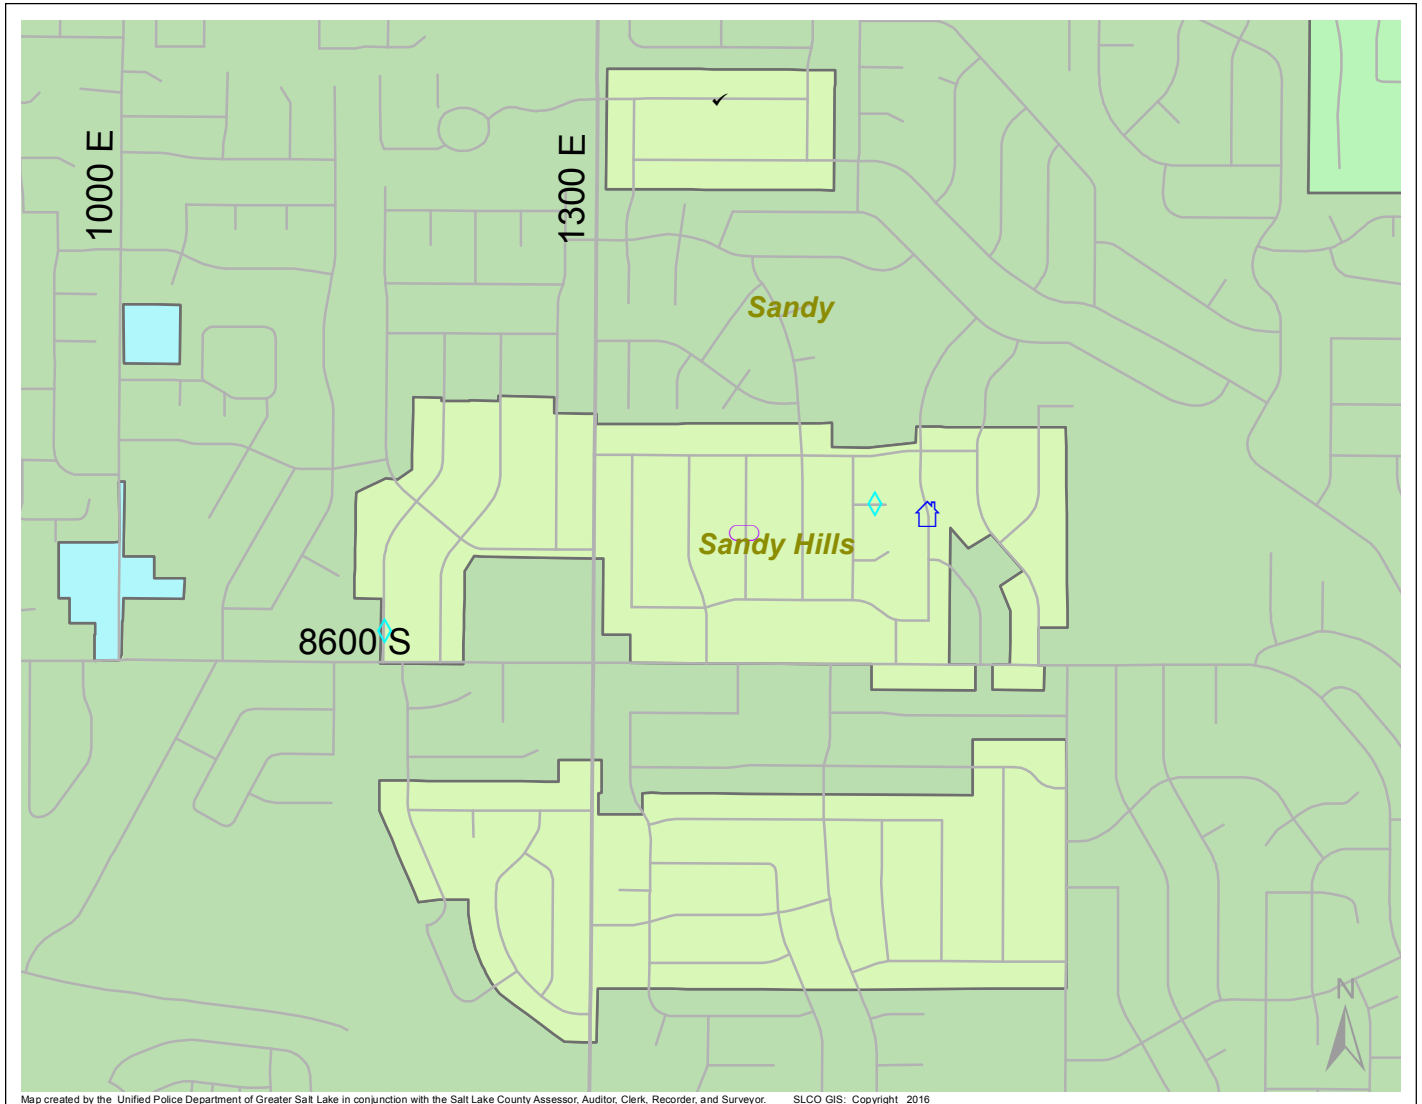 1000 E
1300 E
Sandy
Sandy Hills
8600 S
N
Map created by the Unified Police Department of Greater Salt Lake in conjunction with the Salt Lake County Assessor, Auditor, Clerk, Recorder, and Surveyor. SLCO GIS: Copyright 2016